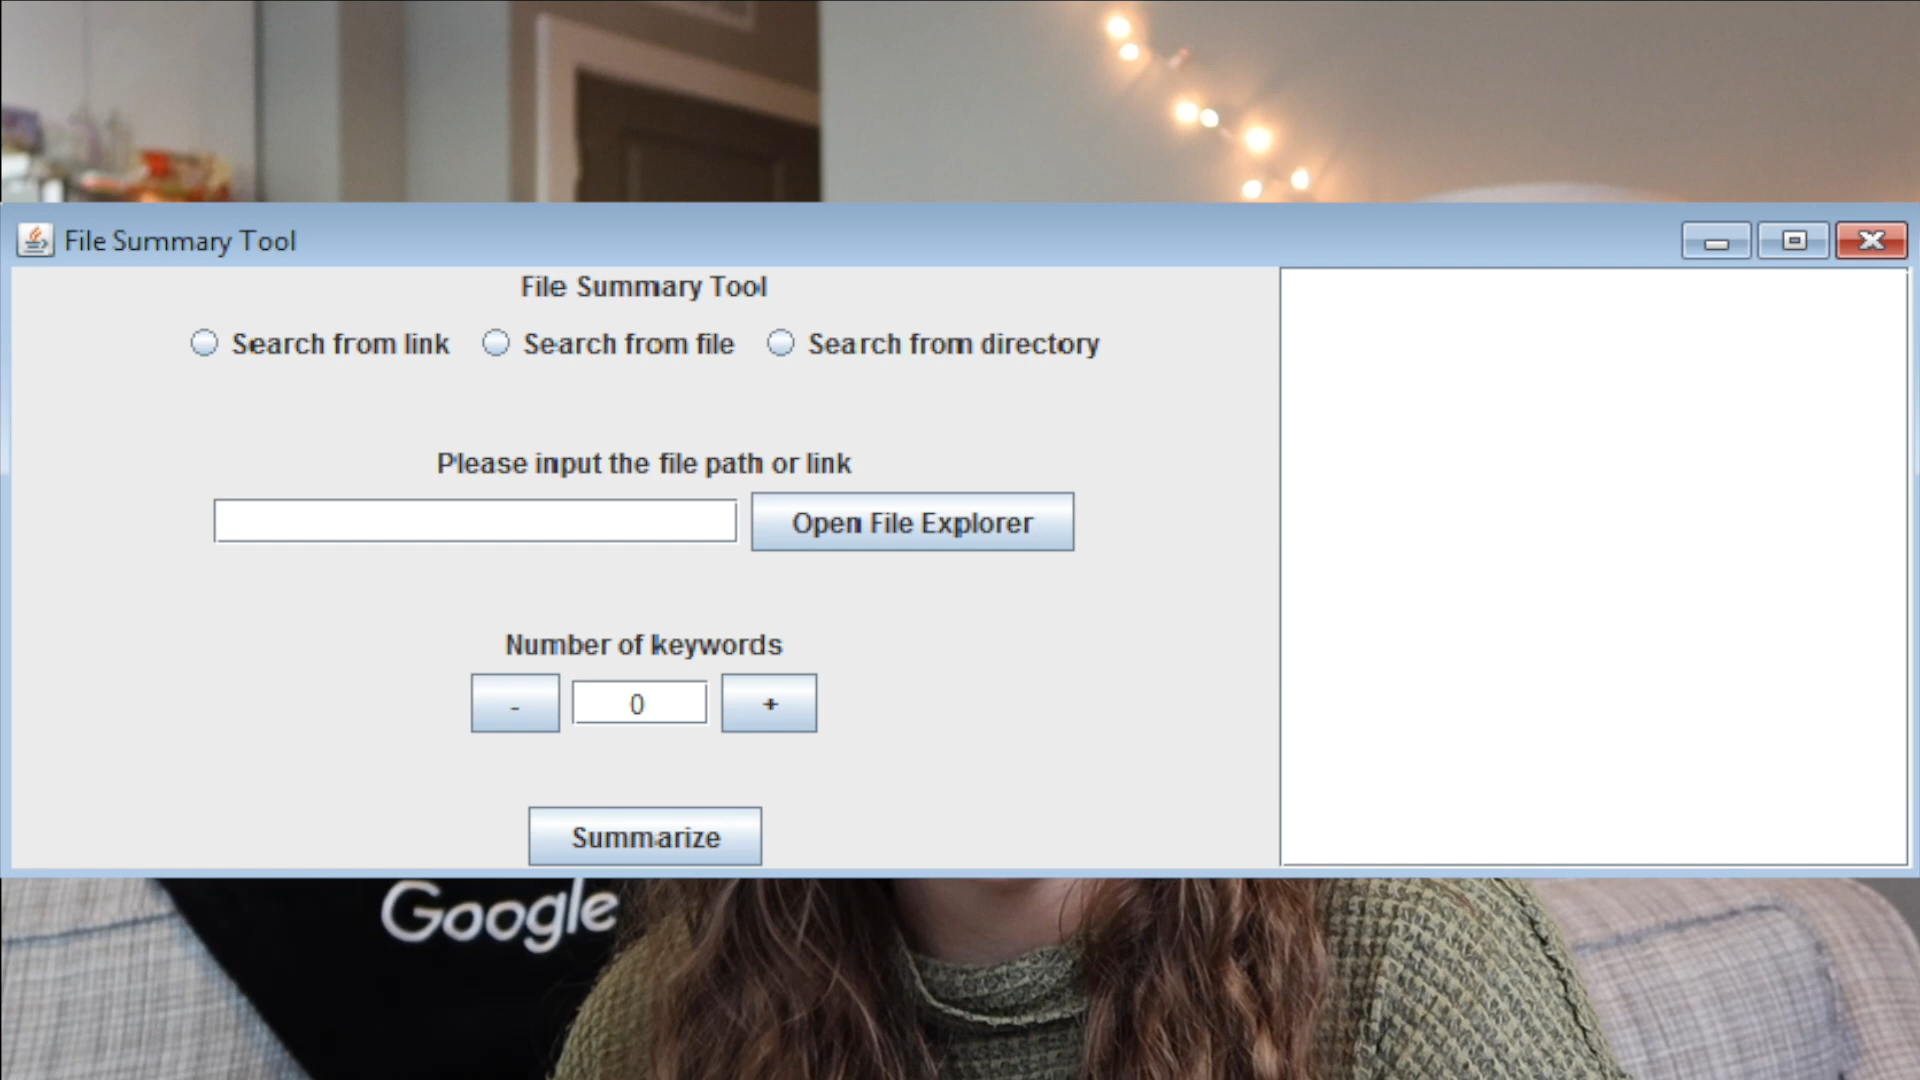 File Summary Tool
File Summary Tool
Search from link Search from file Search from directory
Please input the file path or link
Open File Explorer
Number of keywords
- 0 +
Summarize
Google